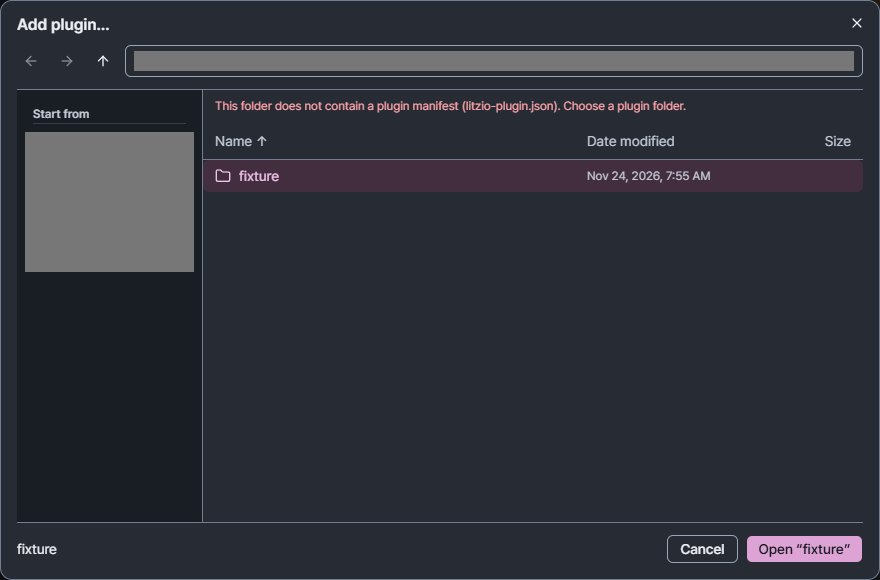 Add plugin...
Start from
This folder does not contain a plugin manifest (litzio-plugin.json). Choose a plugin folder.
Name ↑ Date modified Size
fixture Nov 24, 2026, 7:55 AM
fixture
Cancel
Open “fixture”